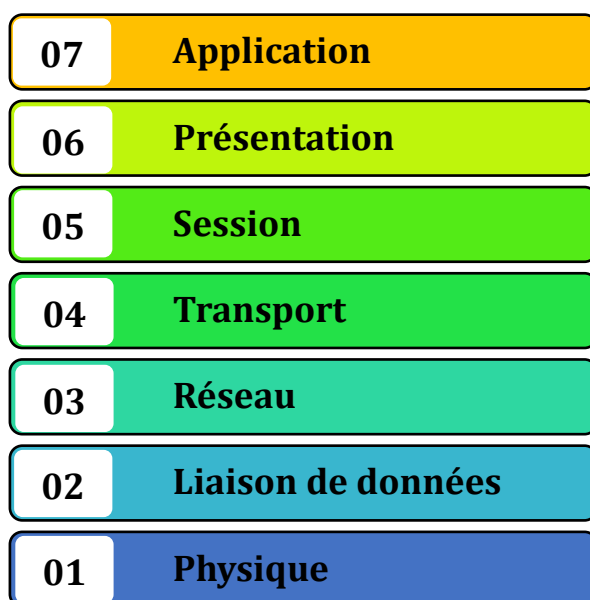 07 Application
06 Présentation
05 Session
04 Transport
03 Réseau
02 Liaison de données
01 Physique